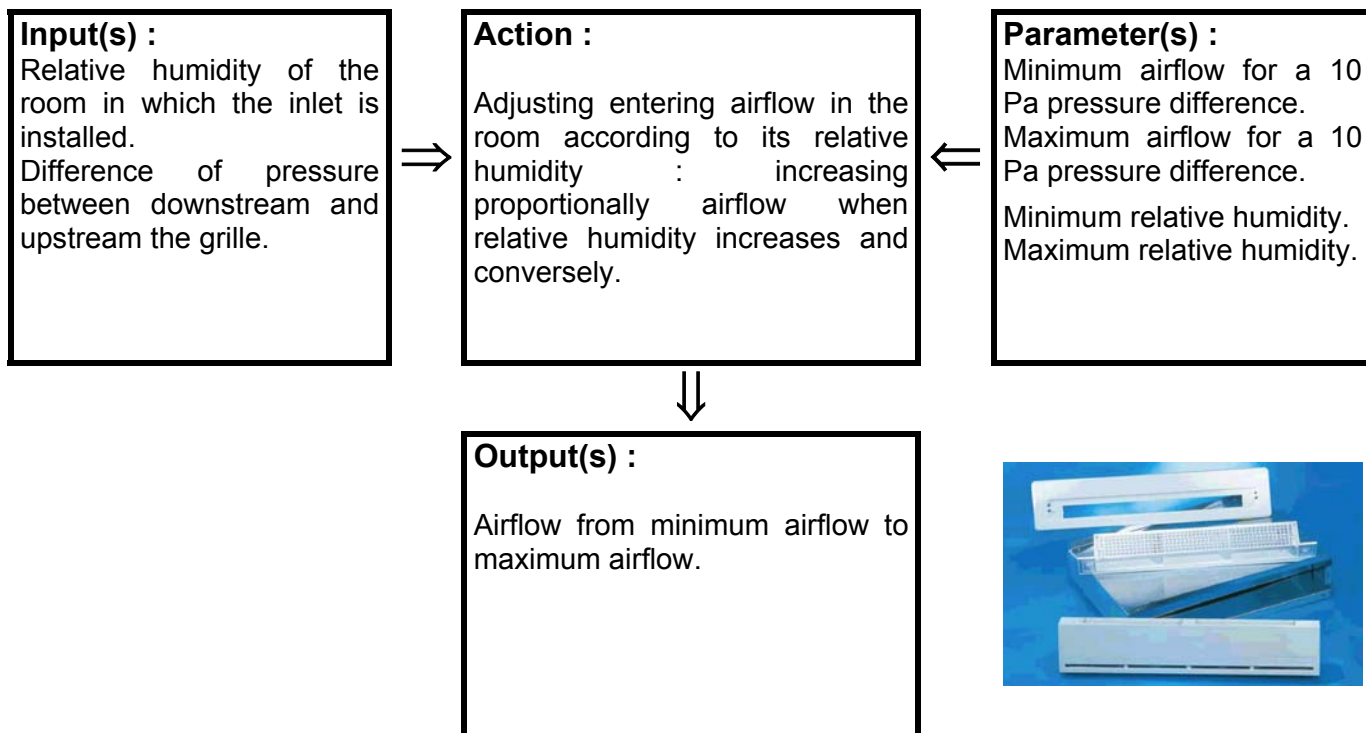 Input(s) :
Relative humidity of the
room in which the inlet is
installed.
Difference of pressure
between downstream and
upstream the grille.
⇒
Action :
Adjusting entering airflow in the
room according to its relative
humidity : increasing
proportionally airflow when
relative humidity increases and
conversely.
⇐
Parameter(s) :
Minimum airflow for a 10
Pa pressure difference.
Maximum airflow for a 10
Pa pressure difference.
Minimum relative humidity.
Maximum relative humidity.
⇓
Output(s) :
Airflow from minimum airflow to
maximum airflow.